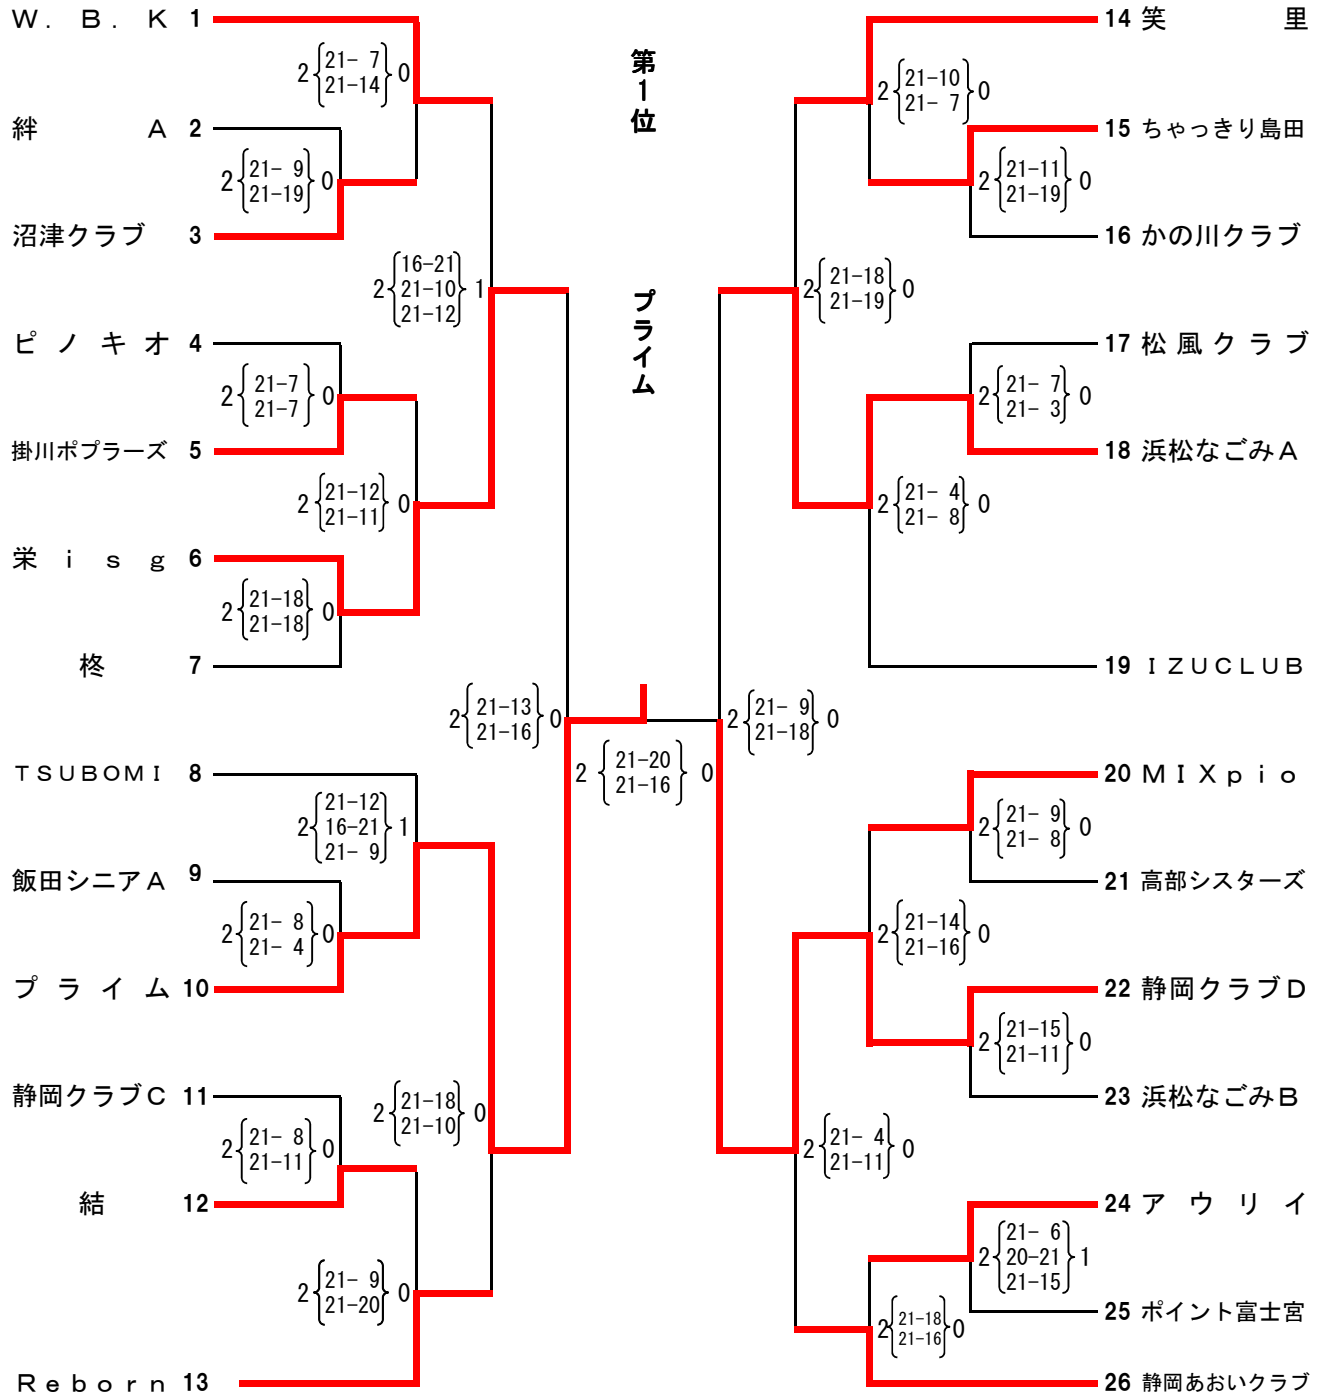 Ｗ．Ｂ．Ｋ 1
2 21- 7 0
21-14
絆　Ａ 2
2 21- 9 0
21-19
沼津クラブ 3
2 16-21 1
21-10
21-12
ピノキオ 4
2 21-7 0
21-7
掛川ポプラーズ 5
2 21-12 0
21-11
栄ｉｓｇ 6
2 21-18 0
21-18
柊 7
2 21-13 0
21-16
ＴＳＵＢＯＭＩ 8
2 21-12 1
16-21
21- 9
飯田シニアＡ 9
2 21- 8 0
21- 4
プライム 10
静岡クラブＣ 11
2 21-18 0
21-10
2 21- 8 0
21-11
結 12
2 21- 9 0
21-20
Ｒｅｂｏｒｎ 13
第1位
プライム
2 21-20 0
21-16
14 笑　里
2 21-10 0
21- 7
15 ちゃっきり島田
2 21-11 0
21-19
16 かの川クラブ
2 21-18 0
21-19
17 松風クラブ
2 21- 7 0
21- 3
18 浜松なごみＡ
2 21- 4 0
21- 8
19 ＩＺＵＣＬＵＢ
2 21- 9 0
21-18
20 ＭＩＸｐｉｏ
2 21- 9 0
21- 8
21 高部シスターズ
2 21-14 0
21-16
22 静岡クラブＤ
2 21-15 0
21-11
23 浜松なごみＢ
2 21- 4 0
21-11
24 アウリイ
2 21- 6 1
20-21
21-15
25 ポイント富士宮
2 21-18 0
21-16
26 静岡あおいクラブ